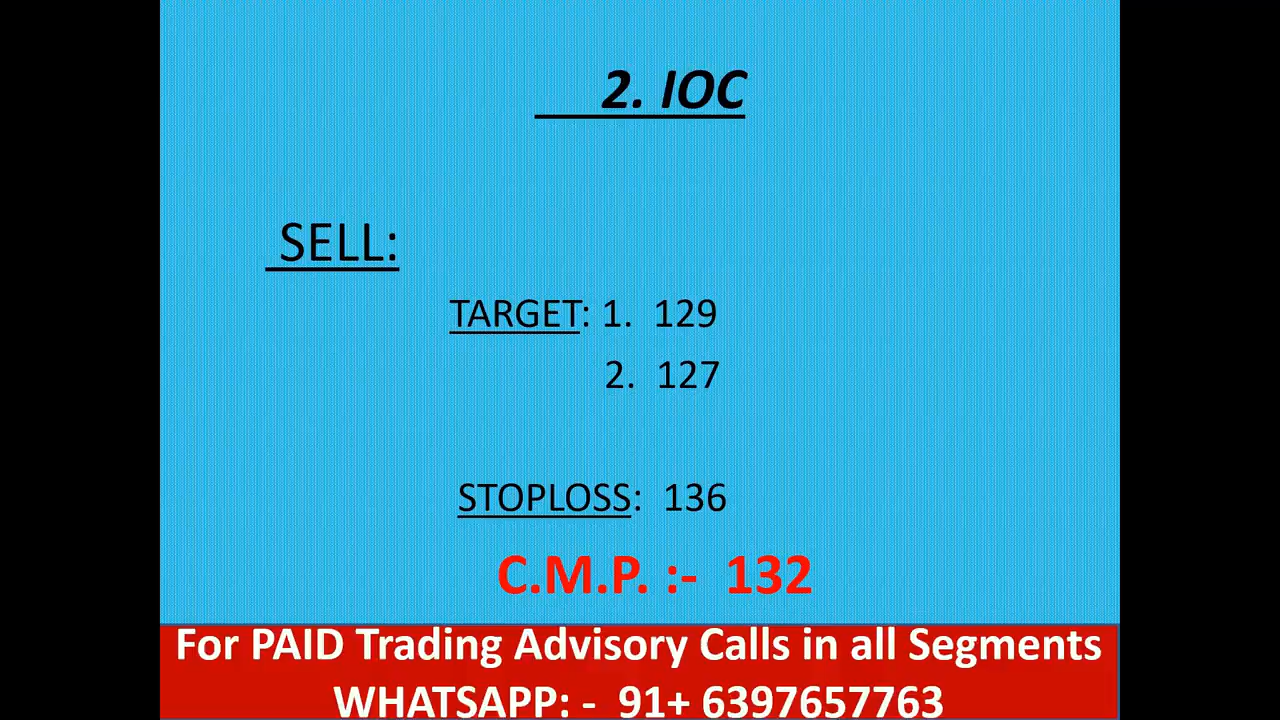 2. IOC
SELL:
TARGET: 1. 129
2. 127
STOPLOSS: 136
C.M.P. :- 132
For PAID Trading Advisory Calls in all Segments
WHATSAPP: - 91+ 6397657763